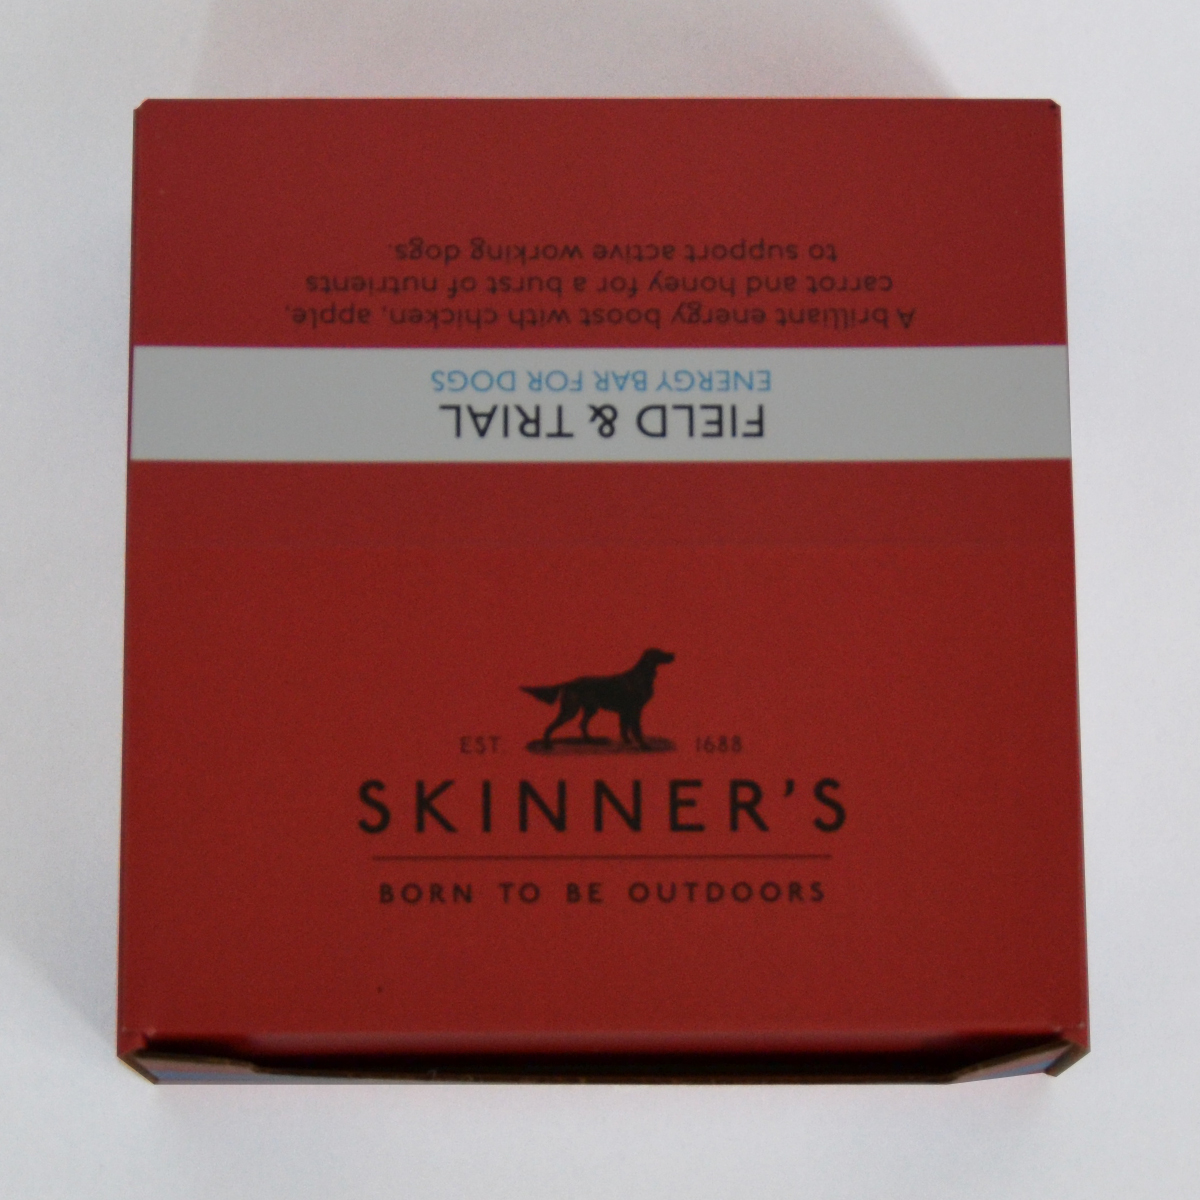 EST. 1688
SKINNER'S
BORN TO BE OUTDOORS
FIELD & TRIAL
ENERGY BAR FOR DOGS
A brilliant energy boost with chicken, apple,
carrot and honey for a burst of nutrients
to support active working dogs.